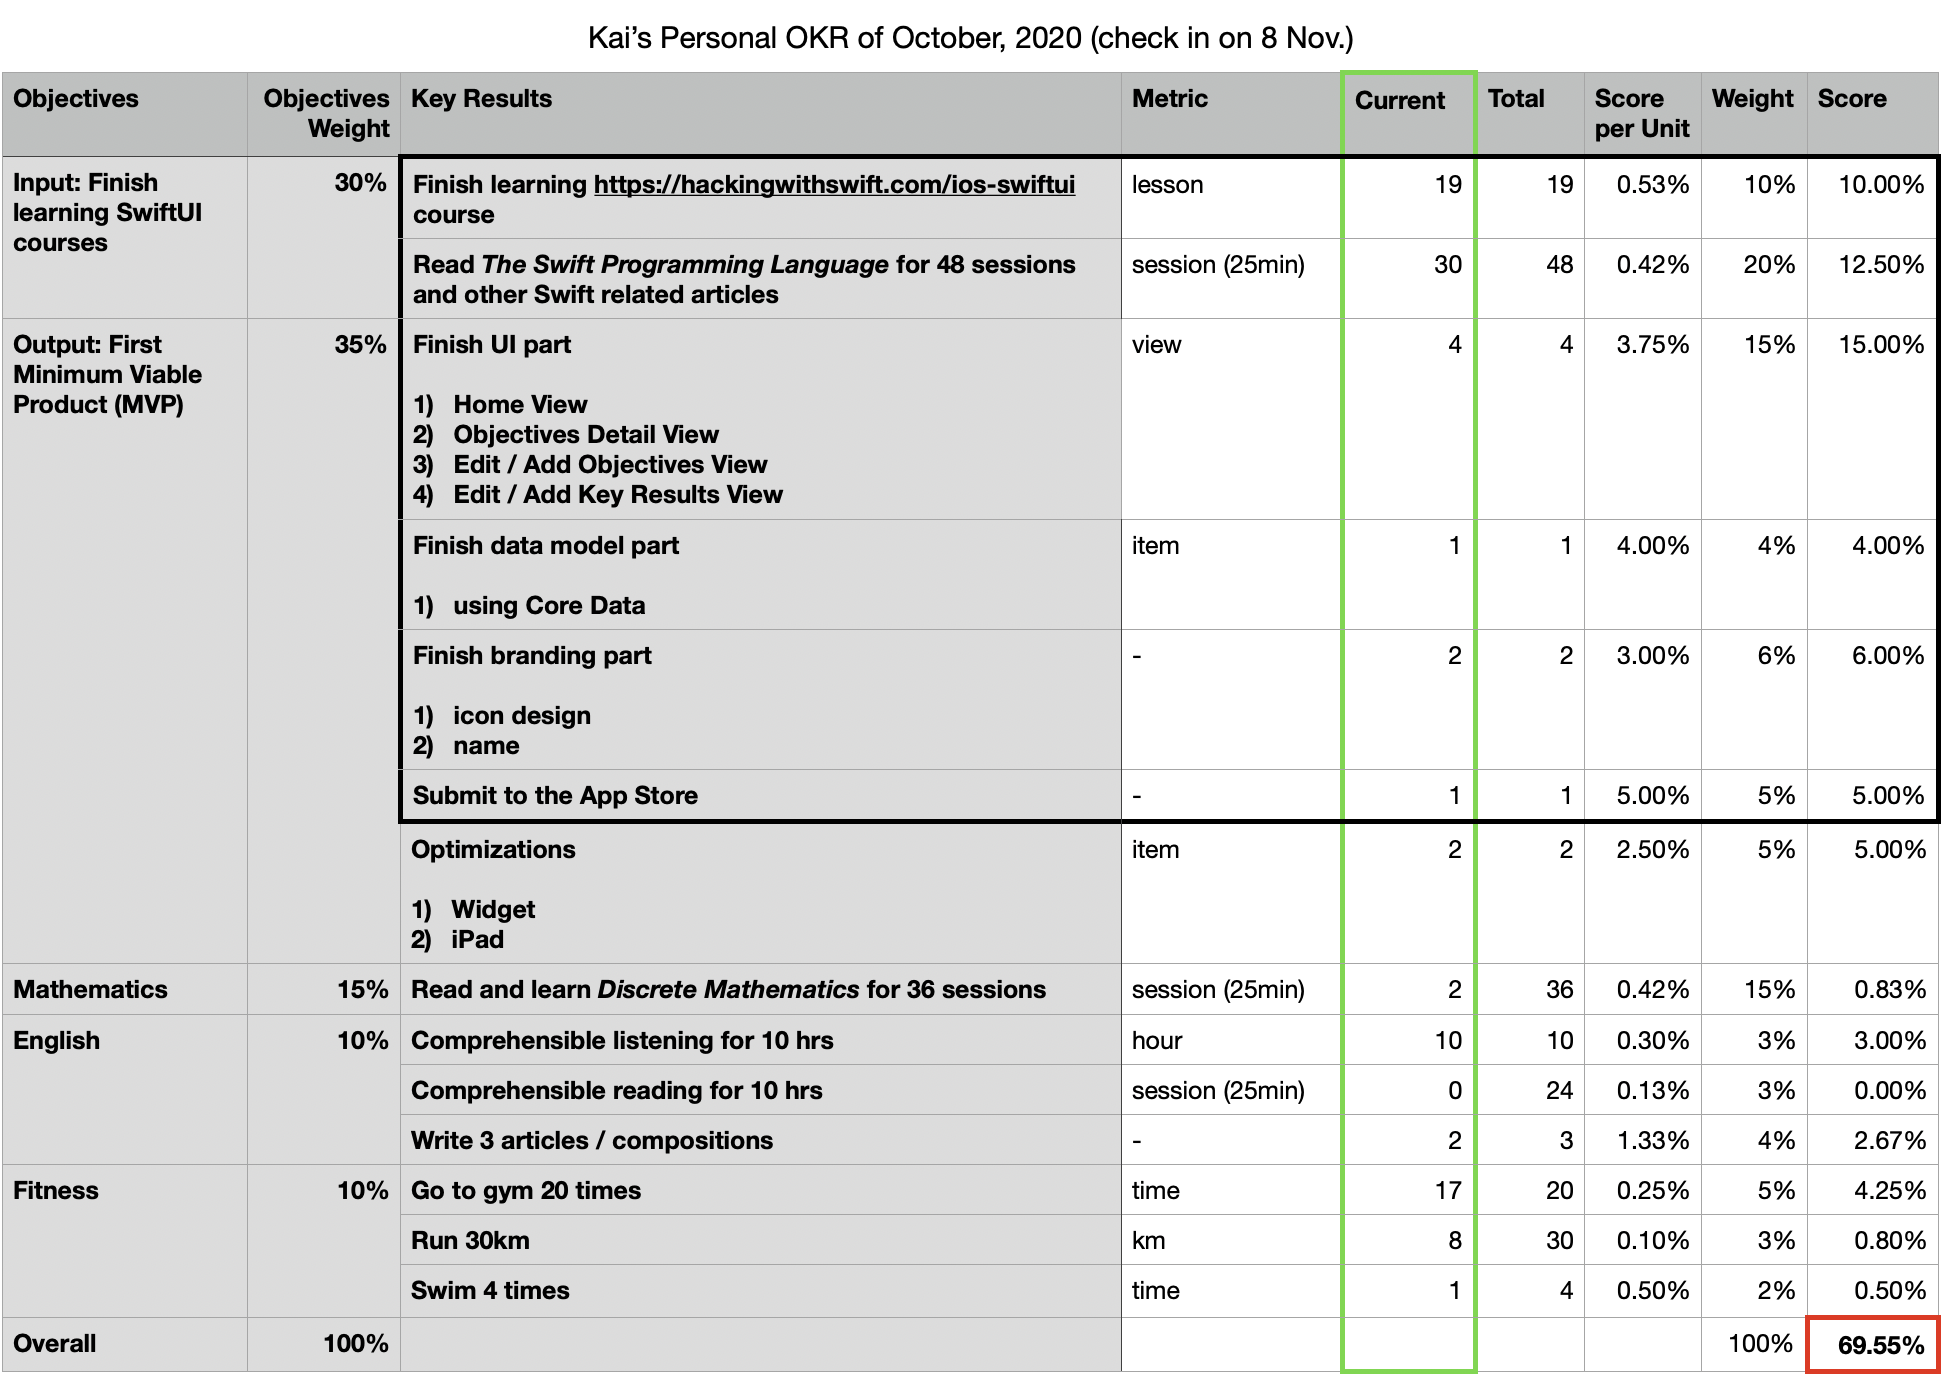 Kai’s Personal OKR of October, 2020 (check in on 8 Nov.)
Objectives
Objectives
Weight
Key Results
Metric
Current
Total
Score
per Unit
Weight
Score
Input: Finish
learning SwiftUI
courses
30%
Finish learning https://hackingwithswift.com/ios-swiftui
course
lesson
19
19
0.53%
10%
10.00%
Read The Swift Programming Language for 48 sessions
and other Swift related articles
session (25min)
30
48
0.42%
20%
12.50%
Output: First
Minimum Viable
Product (MVP)
35%
Finish UI part
1) Home View
2) Objectives Detail View
3) Edit / Add Objectives View
4) Edit / Add Key Results View
view
4
4
3.75%
15%
15.00%
Finish data model part
1) using Core Data
item
1
1
4.00%
4%
4.00%
Finish branding part
1) icon design
2) name
-
2
2
3.00%
6%
6.00%
Submit to the App Store
-
1
1
5.00%
5%
5.00%
Optimizations
1) Widget
2) iPad
item
2
2
2.50%
5%
5.00%
Mathematics
15%
Read and learn Discrete Mathematics for 36 sessions
session (25min)
2
36
0.42%
15%
0.83%
English
10%
Comprehensible listening for 10 hrs
hour
10
10
0.30%
3%
3.00%
Comprehensible reading for 10 hrs
session (25min)
0
24
0.13%
3%
0.00%
Write 3 articles / compositions
-
2
3
1.33%
4%
2.67%
Fitness
10%
Go to gym 20 times
time
17
20
0.25%
5%
4.25%
Run 30km
km
8
30
0.10%
3%
0.80%
Swim 4 times
time
1
4
0.50%
2%
0.50%
Overall
100%
100%
69.55%